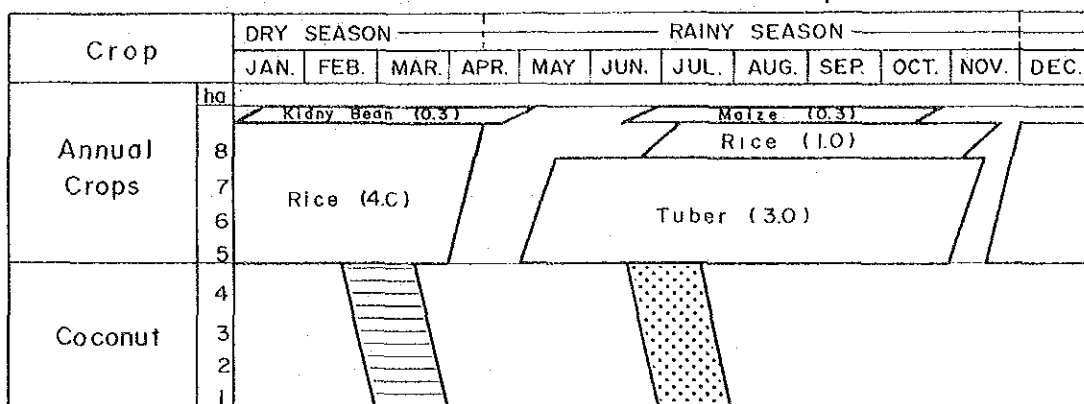 Crop
DRY SEASON
RAINY SEASON
JAN. FEB. MAR. APR. MAY JUN. JUL. AUG. SEP. OCT. NOV. DEC.
ha
Kidny Bean (0.3)
Maize (0.3)
Rice (1.0)
Annual
Crops
8
7
6
5
Rice (4.0)
Tuber (3.0)
Coconut
4
3
2
1